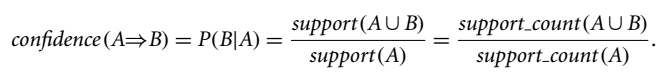 confidence(A⇒B) = P(B|A) = support(A ∪ B) / support(A) = support_count(A ∪ B) / support_count(A).